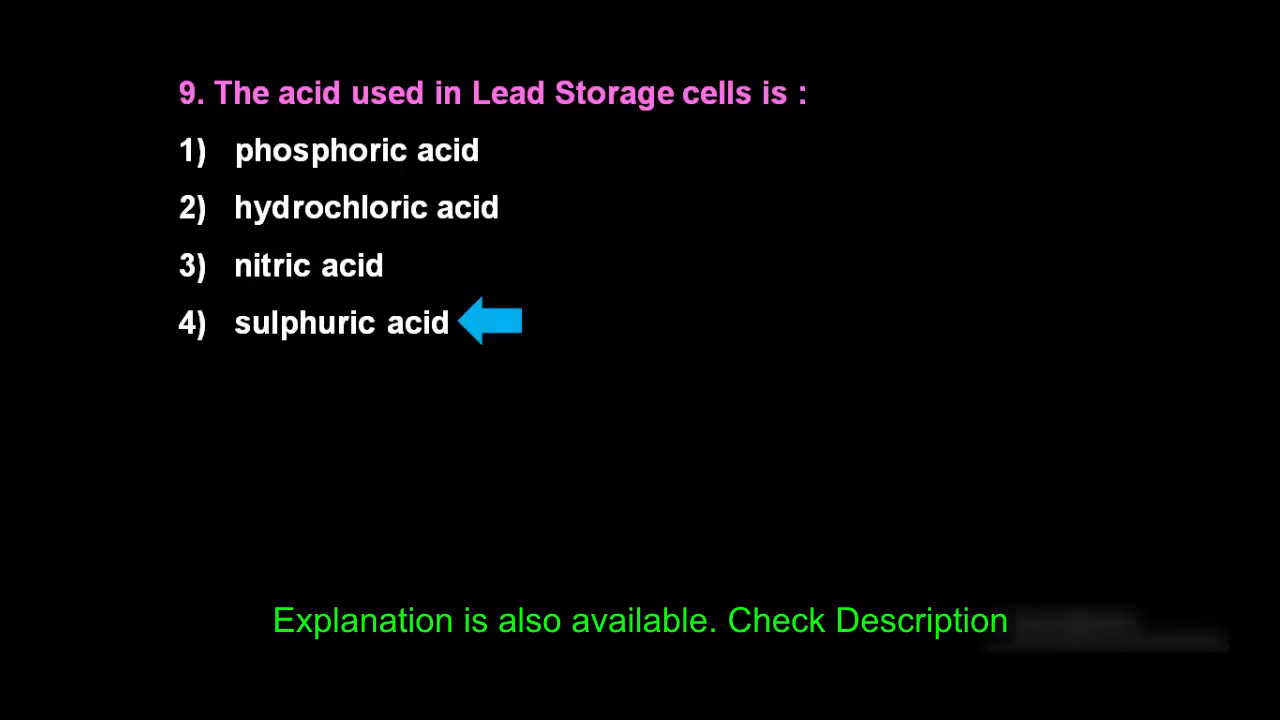 9. The acid used in Lead Storage cells is :
1) phosphoric acid
2) hydrochloric acid
3) nitric acid
4) sulphuric acid
Explanation is also available. Check Description